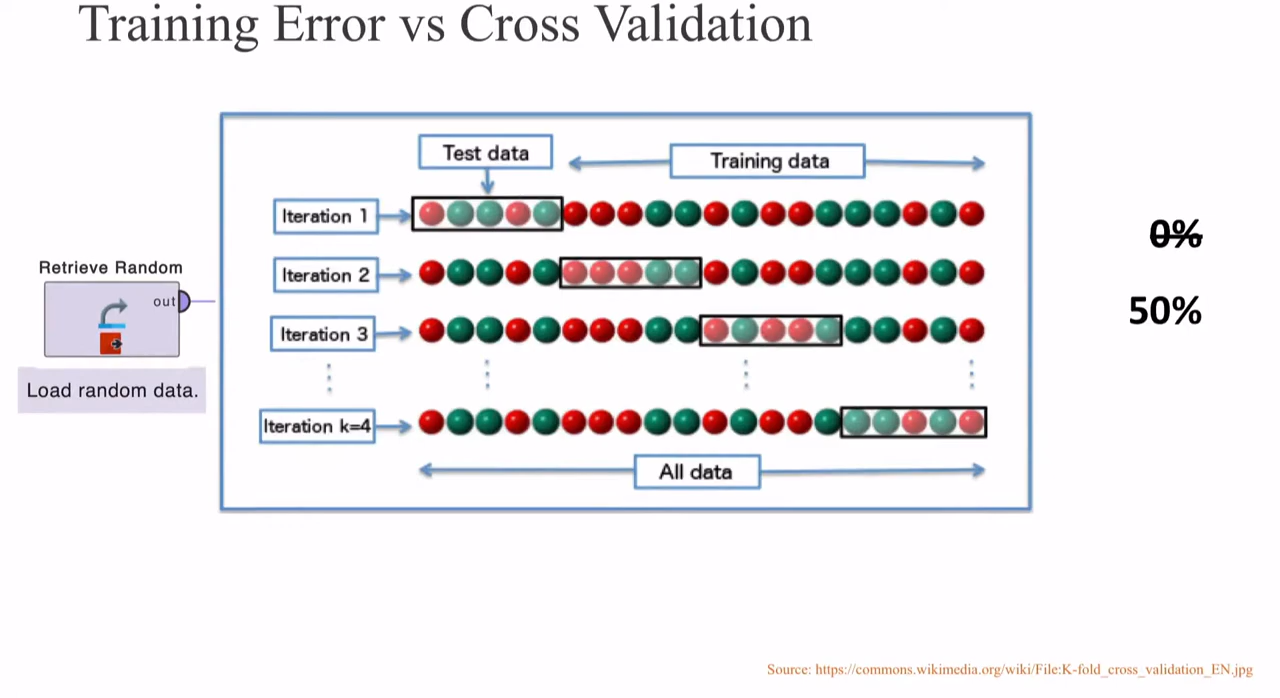 Training Error vs Cross Validation
Test data
Training data
Iteration 1
Iteration 2
Iteration 3
Iteration k=4
All data
Retrieve Random
out
Load random data.
0%
50%
Source: https://commons.wikimedia.org/wiki/File:K-fold_cross_validation_EN.jpg